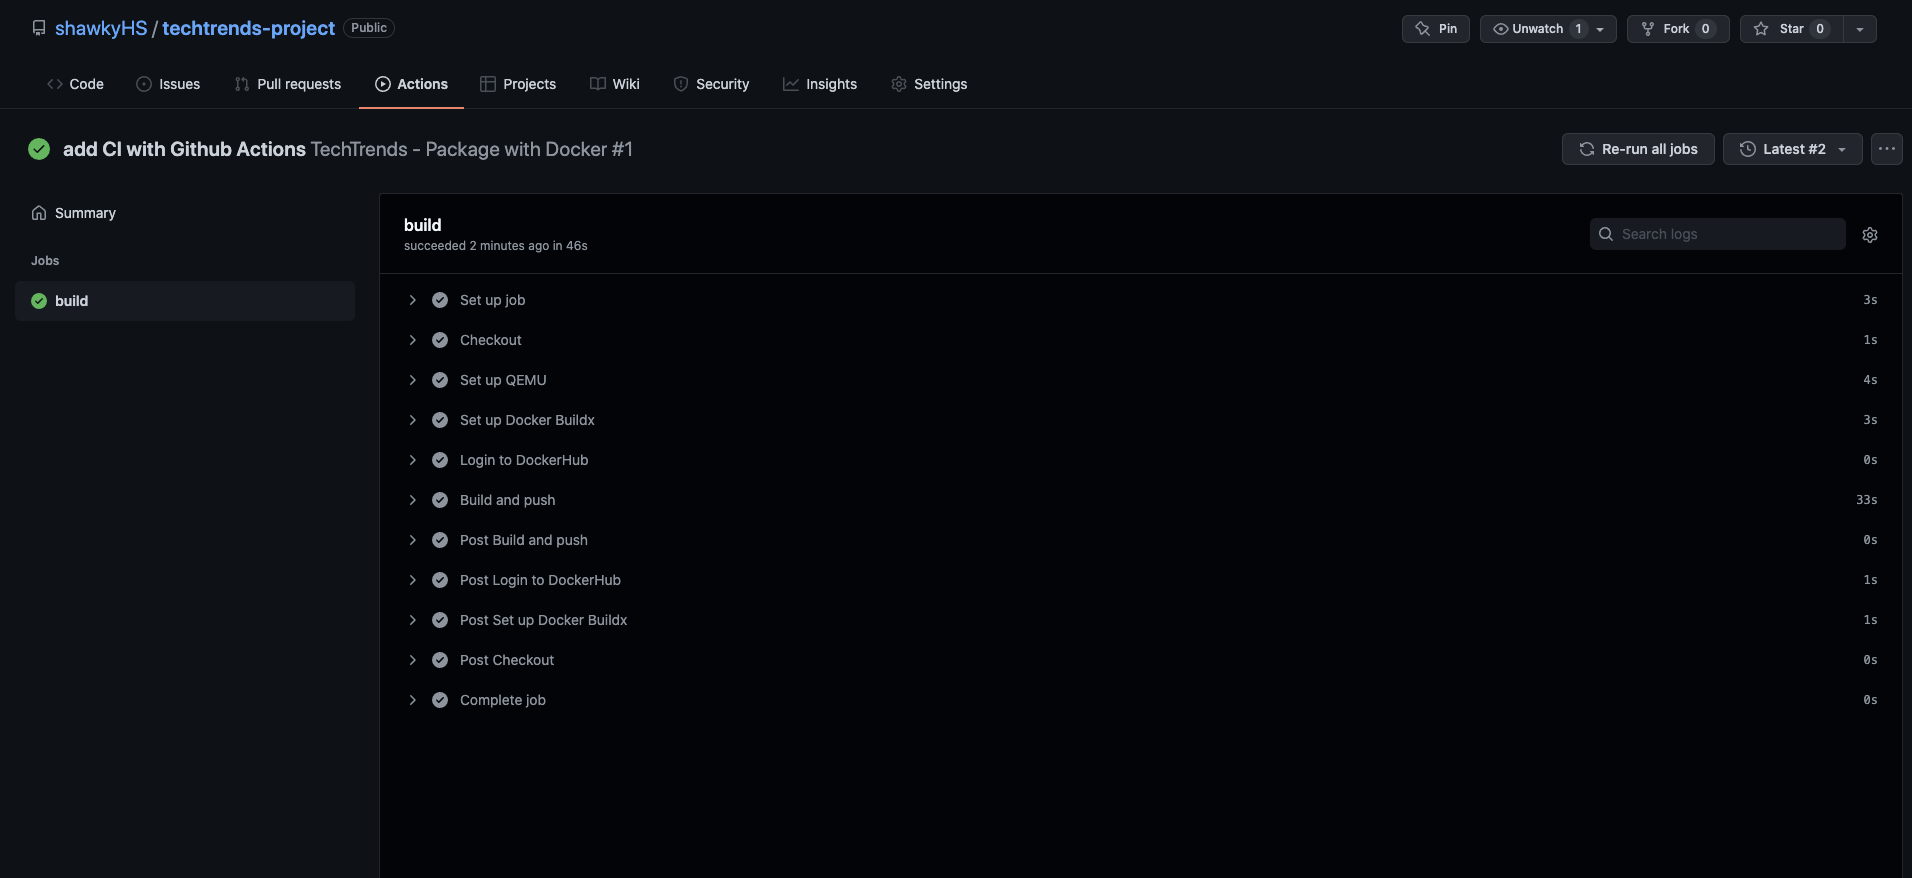 shawkyHS / techtrends-project Public
Pin Unwatch 1 Fork 0 Star 0
Code Issues Pull requests Actions Projects Wiki Security Insights Settings
add CI with Github Actions TechTrends - Package with Docker #1
Re-run all jobs Latest #2 ...
Summary
Jobs
build
build
succeeded 2 minutes ago in 46s
Search logs
Set up job 3s
Checkout 1s
Set up QEMU 4s
Set up Docker Buildx 3s
Login to DockerHub 0s
Build and push 33s
Post Build and push 0s
Post Login to DockerHub 1s
Post Set up Docker Buildx 1s
Post Checkout 0s
Complete job 0s